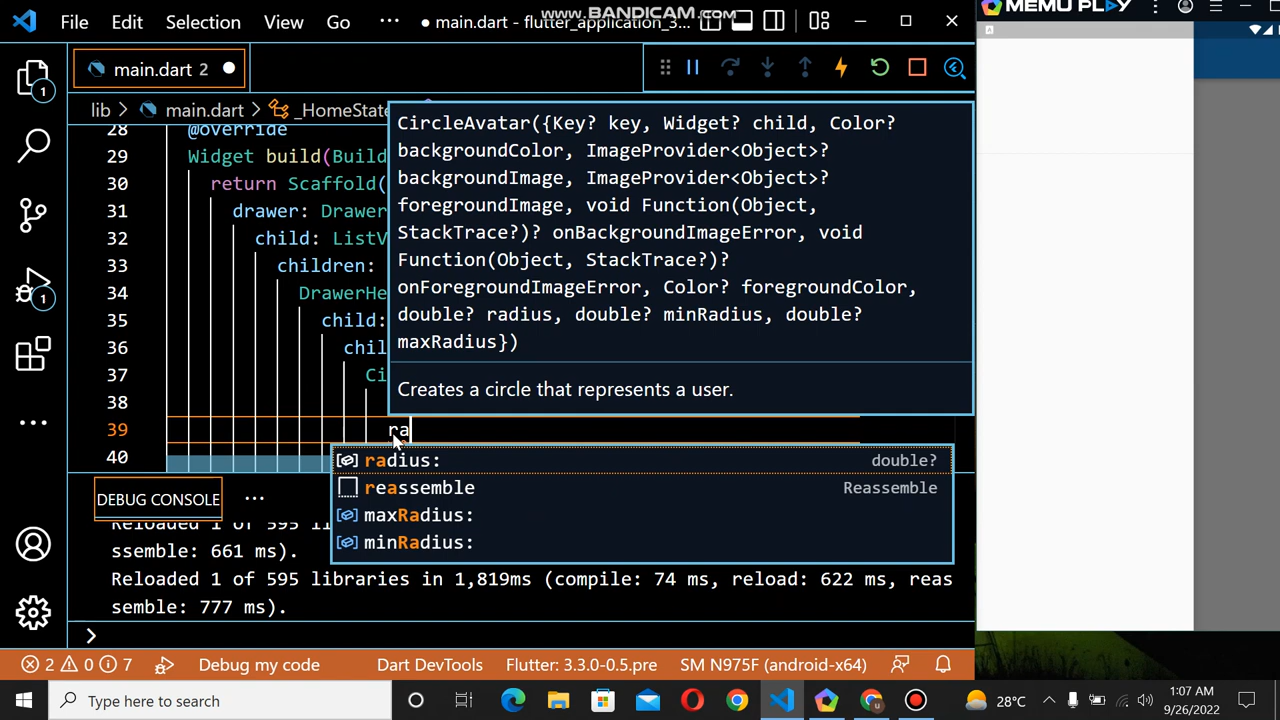 WWW.BANDICAM.COM
File Edit Selection View Go ··· ● main.dart - flutter_application_3...
MEMU PLAY
main.dart 2 ●
lib > main.dart > _HomeState
28 @override
29 Widget build(Build
30 return Scaffold(
31 drawer: Drawer
32 child: ListV
33 children:
34 DrawerHe
35 child:
36 chil
37 Ci
38
39 ra
40
CircleAvatar({Key? key, Widget? child, Color?
backgroundColor, ImageProvider<Object>?
backgroundImage, ImageProvider<Object>?
foregroundImage, void Function(Object,
StackTrace?)? onBackgroundImageError, void
Function(Object, StackTrace?)?
onForegroundImageError, Color? foregroundColor,
double? radius, double? minRadius, double?
maxRadius})
Creates a circle that represents a user.
radius: double?
reassemble Reassemble
maxRadius:
minRadius:
1
1
DEBUG CONSOLE ···
Reloaded 1 of 595 li
ssemble: 661 ms).
Reloaded 1 of 595 libraries in 1,819ms (compile: 74 ms, reload: 622 ms, reas
semble: 777 ms).
>
2 0 7 Debug my code Dart DevTools Flutter: 3.3.0-0.5.pre SM N975F (android-x64)
Type here to search 28°C 1:07 AM
9/26/2022